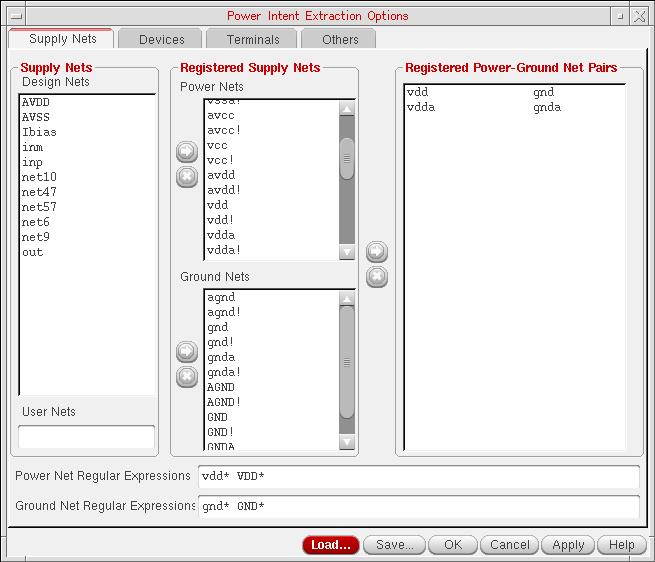 Power Intent Extraction Options
Supply Nets
Devices
Terminals
Others
Supply Nets
Design Nets
AVDD
AVSS
Ibias
inm
inp
net10
net47
net57
net6
net9
out
User Nets
Registered Supply Nets
Power Nets
vssa!
avcc
avcc!
vcc
vcc!
avdd
avdd!
vdd
vdd!
vdda
vdda!
Ground Nets
agnd
agnd!
gnd
gnd!
gnda
gnda!
AGND
AGND!
GND
GND!
GNDA
Registered Power-Ground Net Pairs
vdd gnd
vdda gnda
Power Net Regular Expressions vdd* VDD*
Ground Net Regular Expressions gnd* GND*
Load... Save... OK Cancel Apply Help